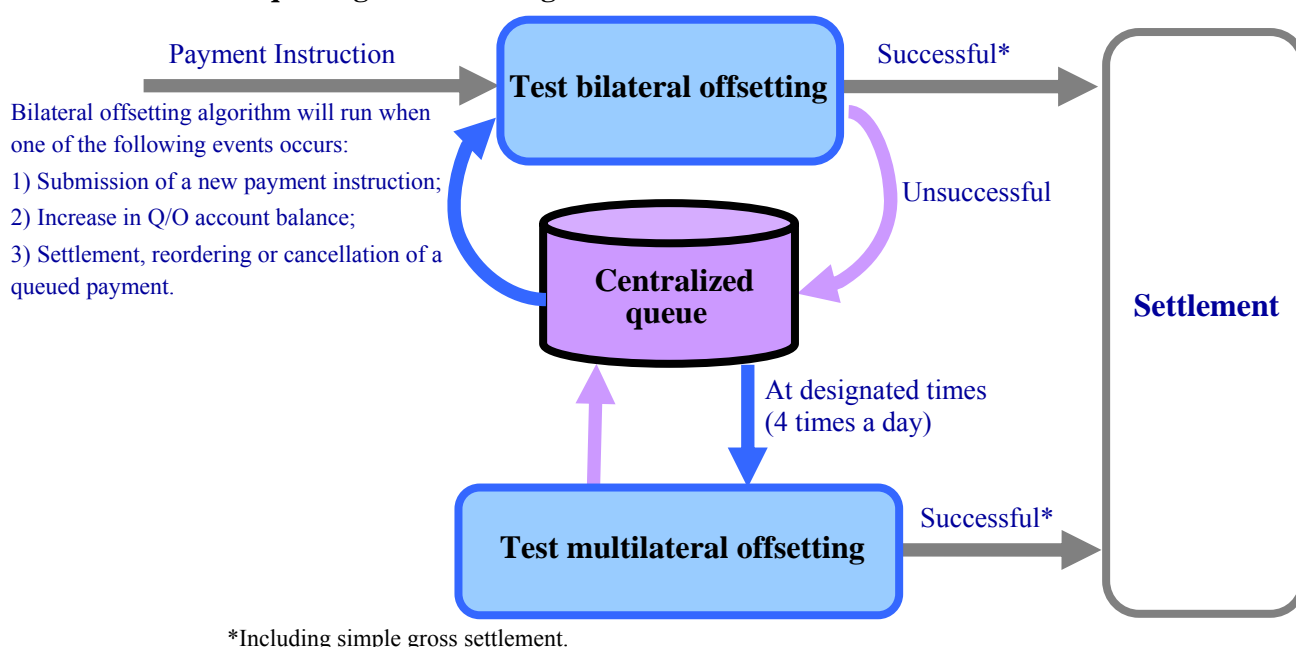 Payment Instruction
Test bilateral offsetting
Successful*
Bilateral offsetting algorithm will run when
one of the following events occurs:
1) Submission of a new payment instruction;
2) Increase in Q/O account balance;
3) Settlement, reordering or cancellation of a
queued payment.
Unsuccessful
Centralized
queue
Settlement
At designated times
(4 times a day)
Test multilateral offsetting
Successful*
*Including simple gross settlement.